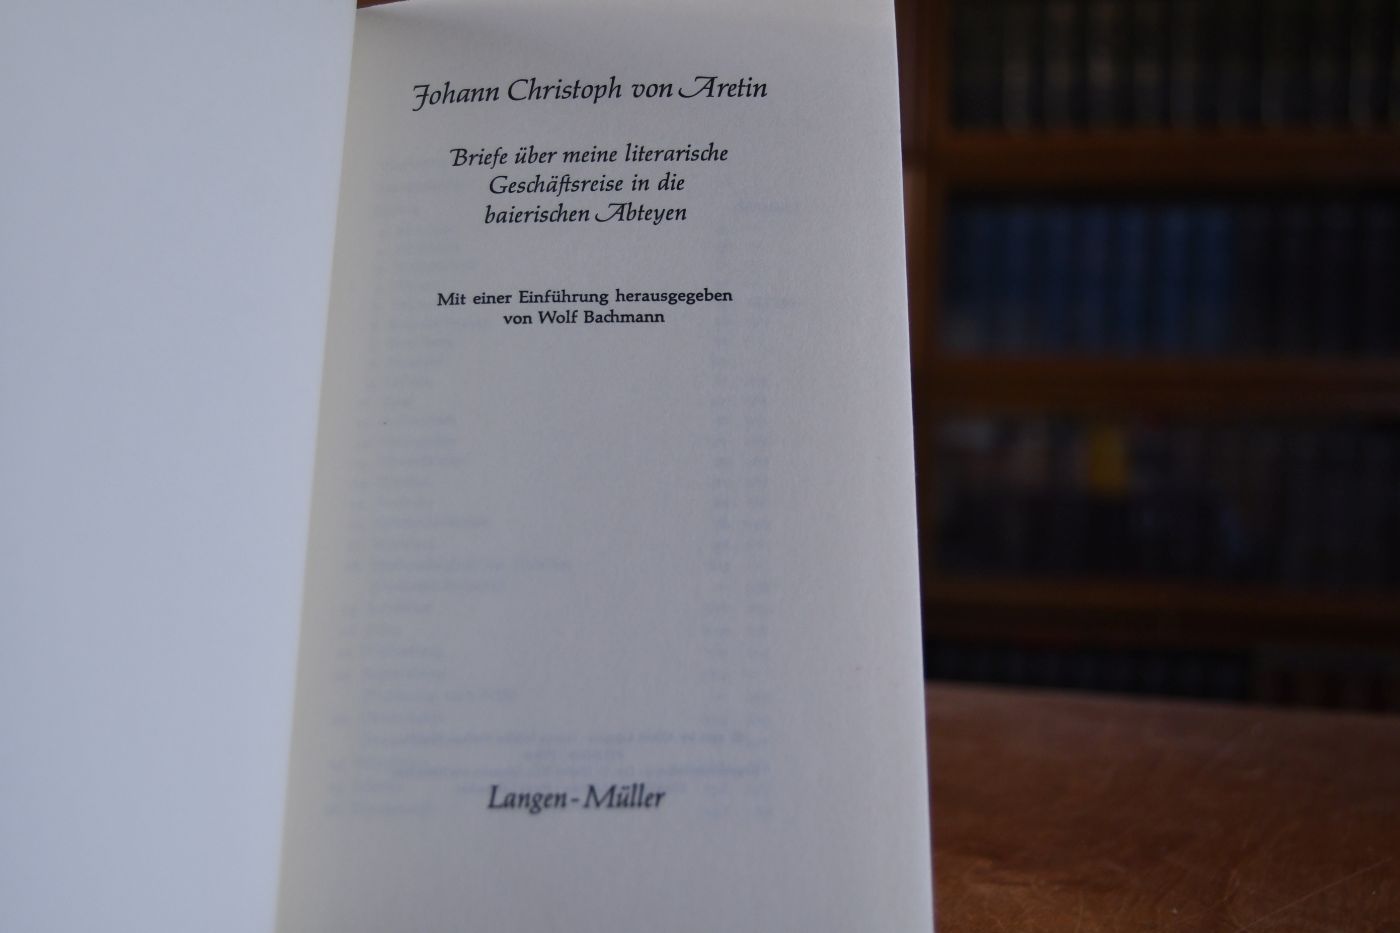 Johann Christoph von Aretin
Briefe über meine literarische
Geschäftsreise in die
baierischen Abteyen
Mit einer Einführung herausgegeben
von Wolf Bachmann
Langen-Müller